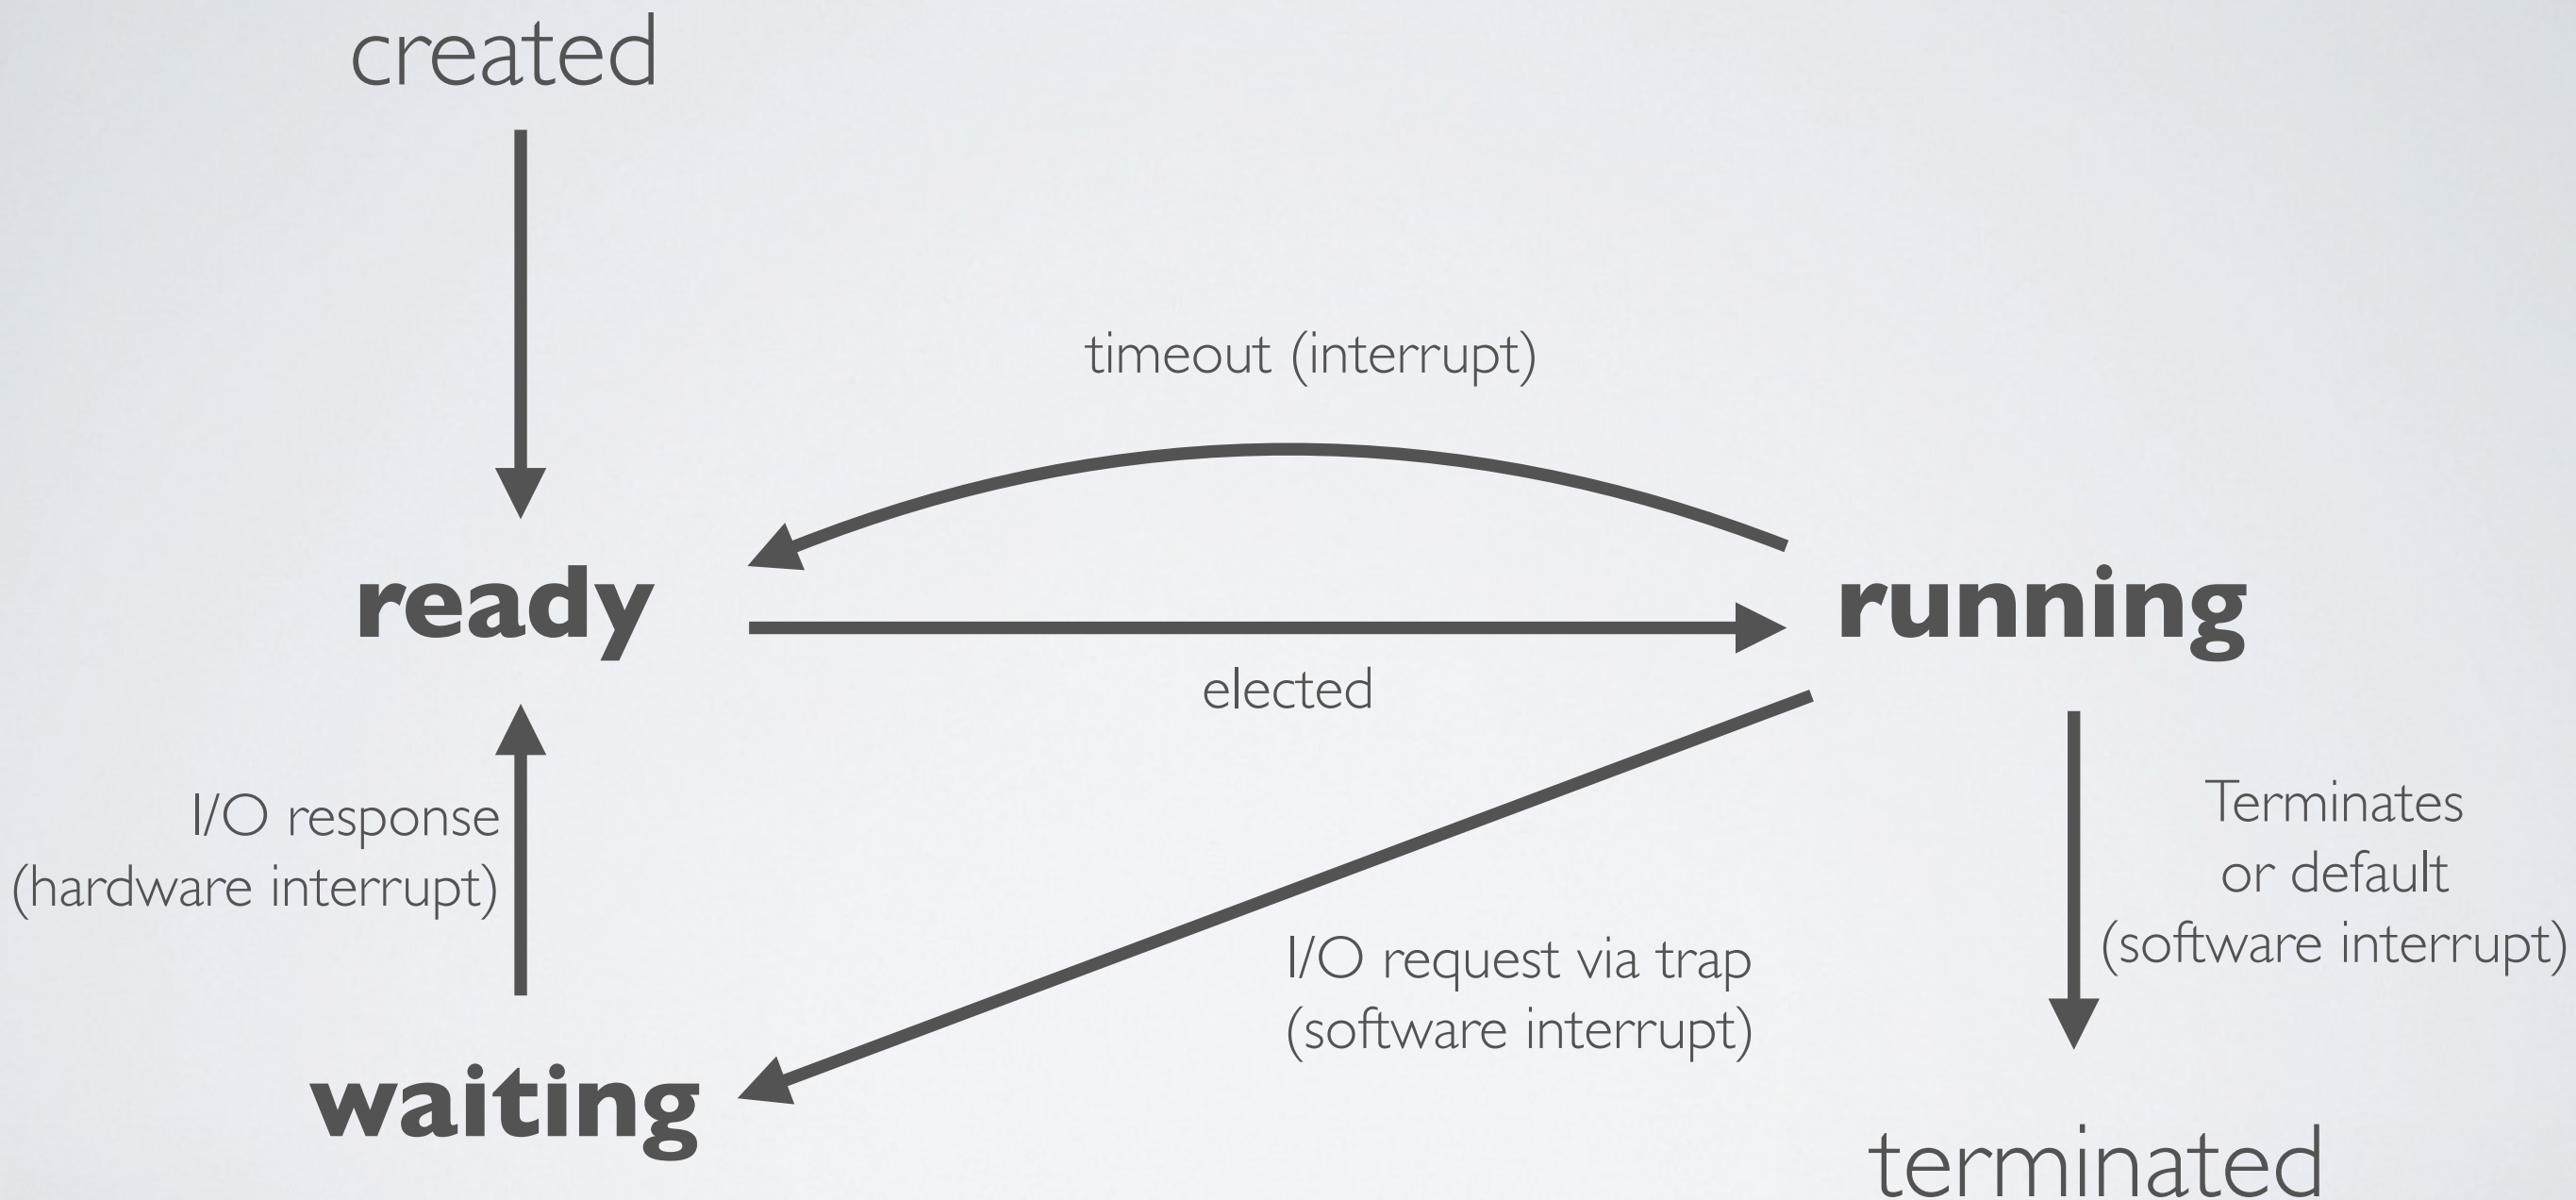 created
timeout (interrupt)
ready
running
elected
I/O response
(hardware interrupt)
Terminates
or default
(software interrupt)
I/O request via trap
(software interrupt)
waiting
terminated